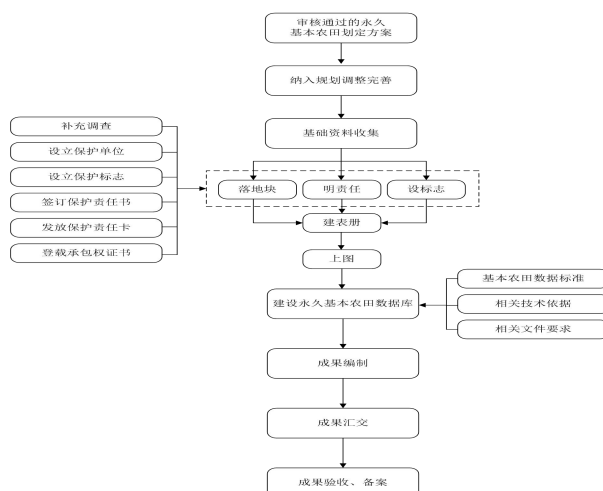 审核通过的永久
基本农田划定方案
纳入规划调整完善
基础资料收集
补充调查
设立保护单位
设立保护标志
签订保护责任书
发放保护责任卡
登载承包权证书
落地块
明责任
设标志
建表册
上图
建设永久基本农田数据库
基本农田数据标准
相关技术依据
相关文件要求
成果编制
成果汇交
成果验收、备案